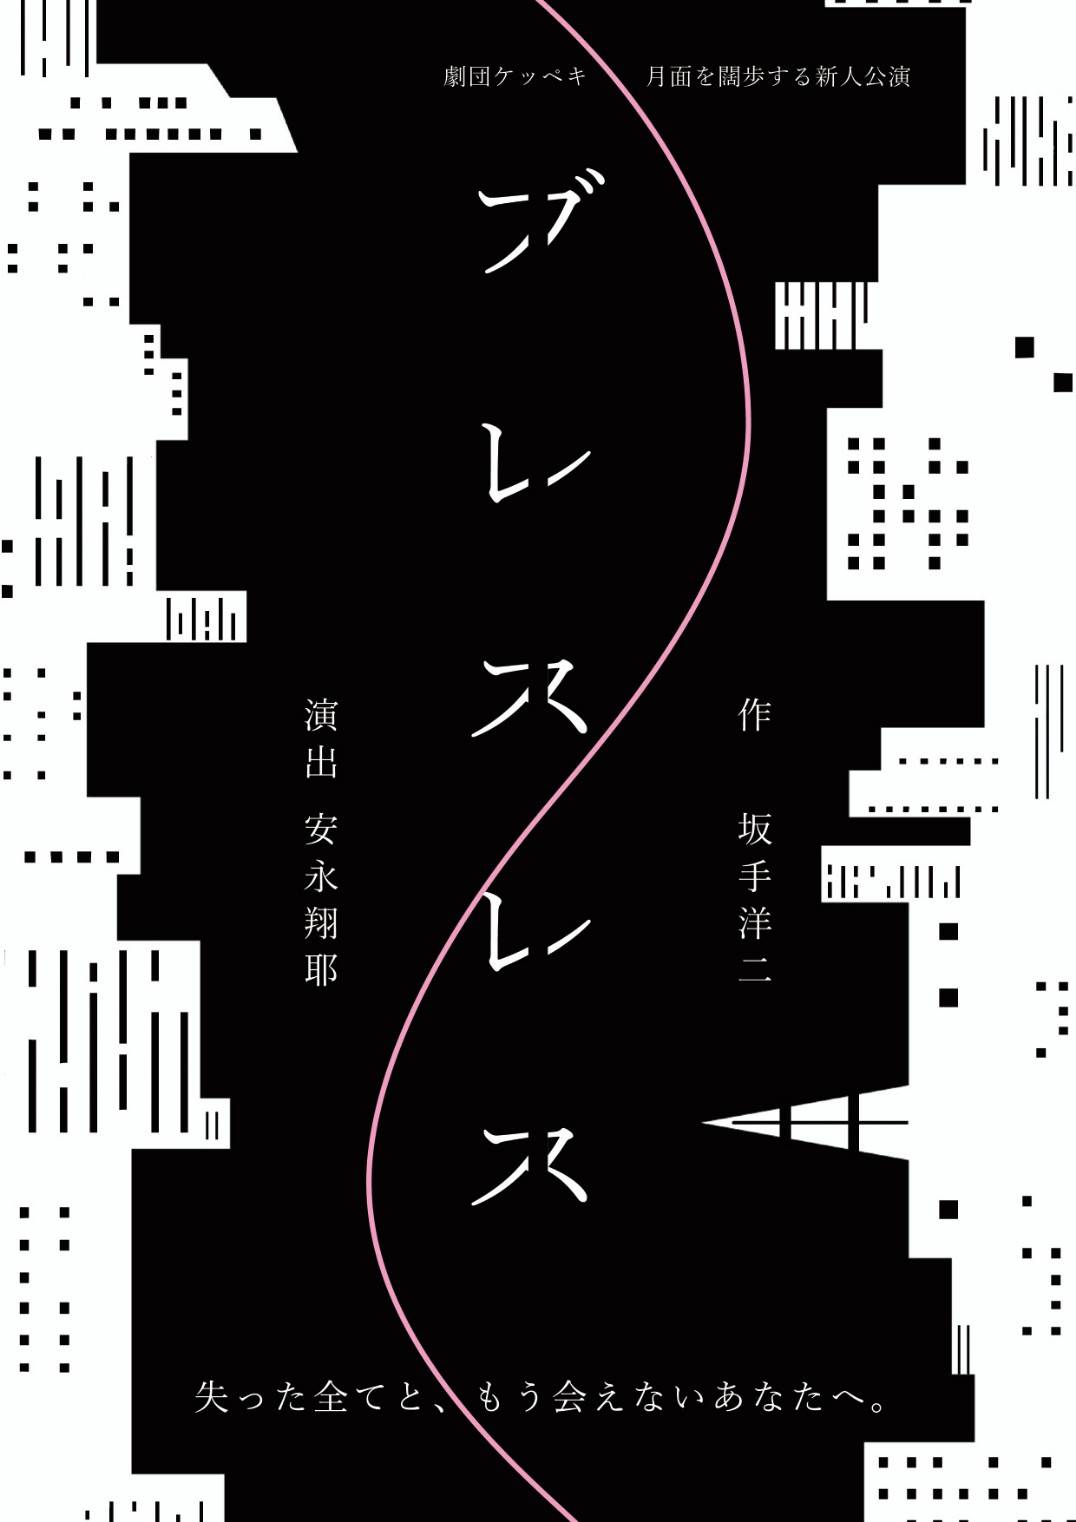 劇団ケッペキ 月面を闊歩する新人公演
ブレスレス
作 坂手洋二
演出 安永翔耶
失った全てと、もう会えないあなたへ。